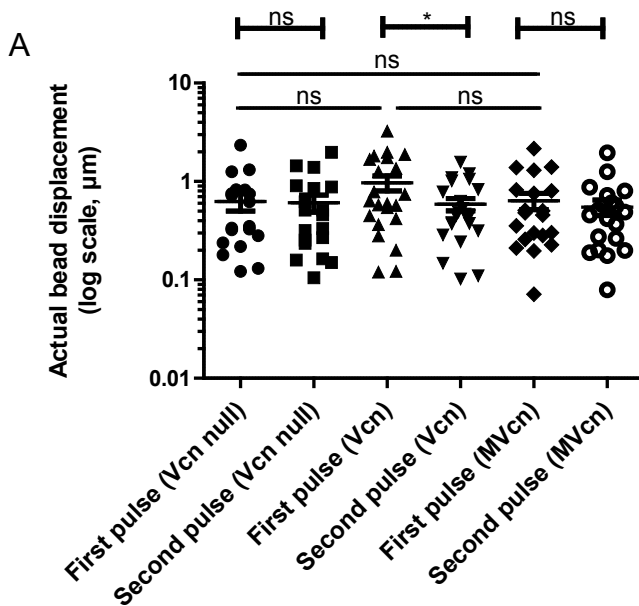 A
ns
*
ns
ns
ns
ns
Actual bead displacement
(log scale, µm)
10
1
0.1
0.01
First pulse (Vcn null)
Second pulse (Vcn null)
First pulse (Vcn)
Second pulse (Vcn)
First pulse (MVcn)
Second pulse (MVcn)